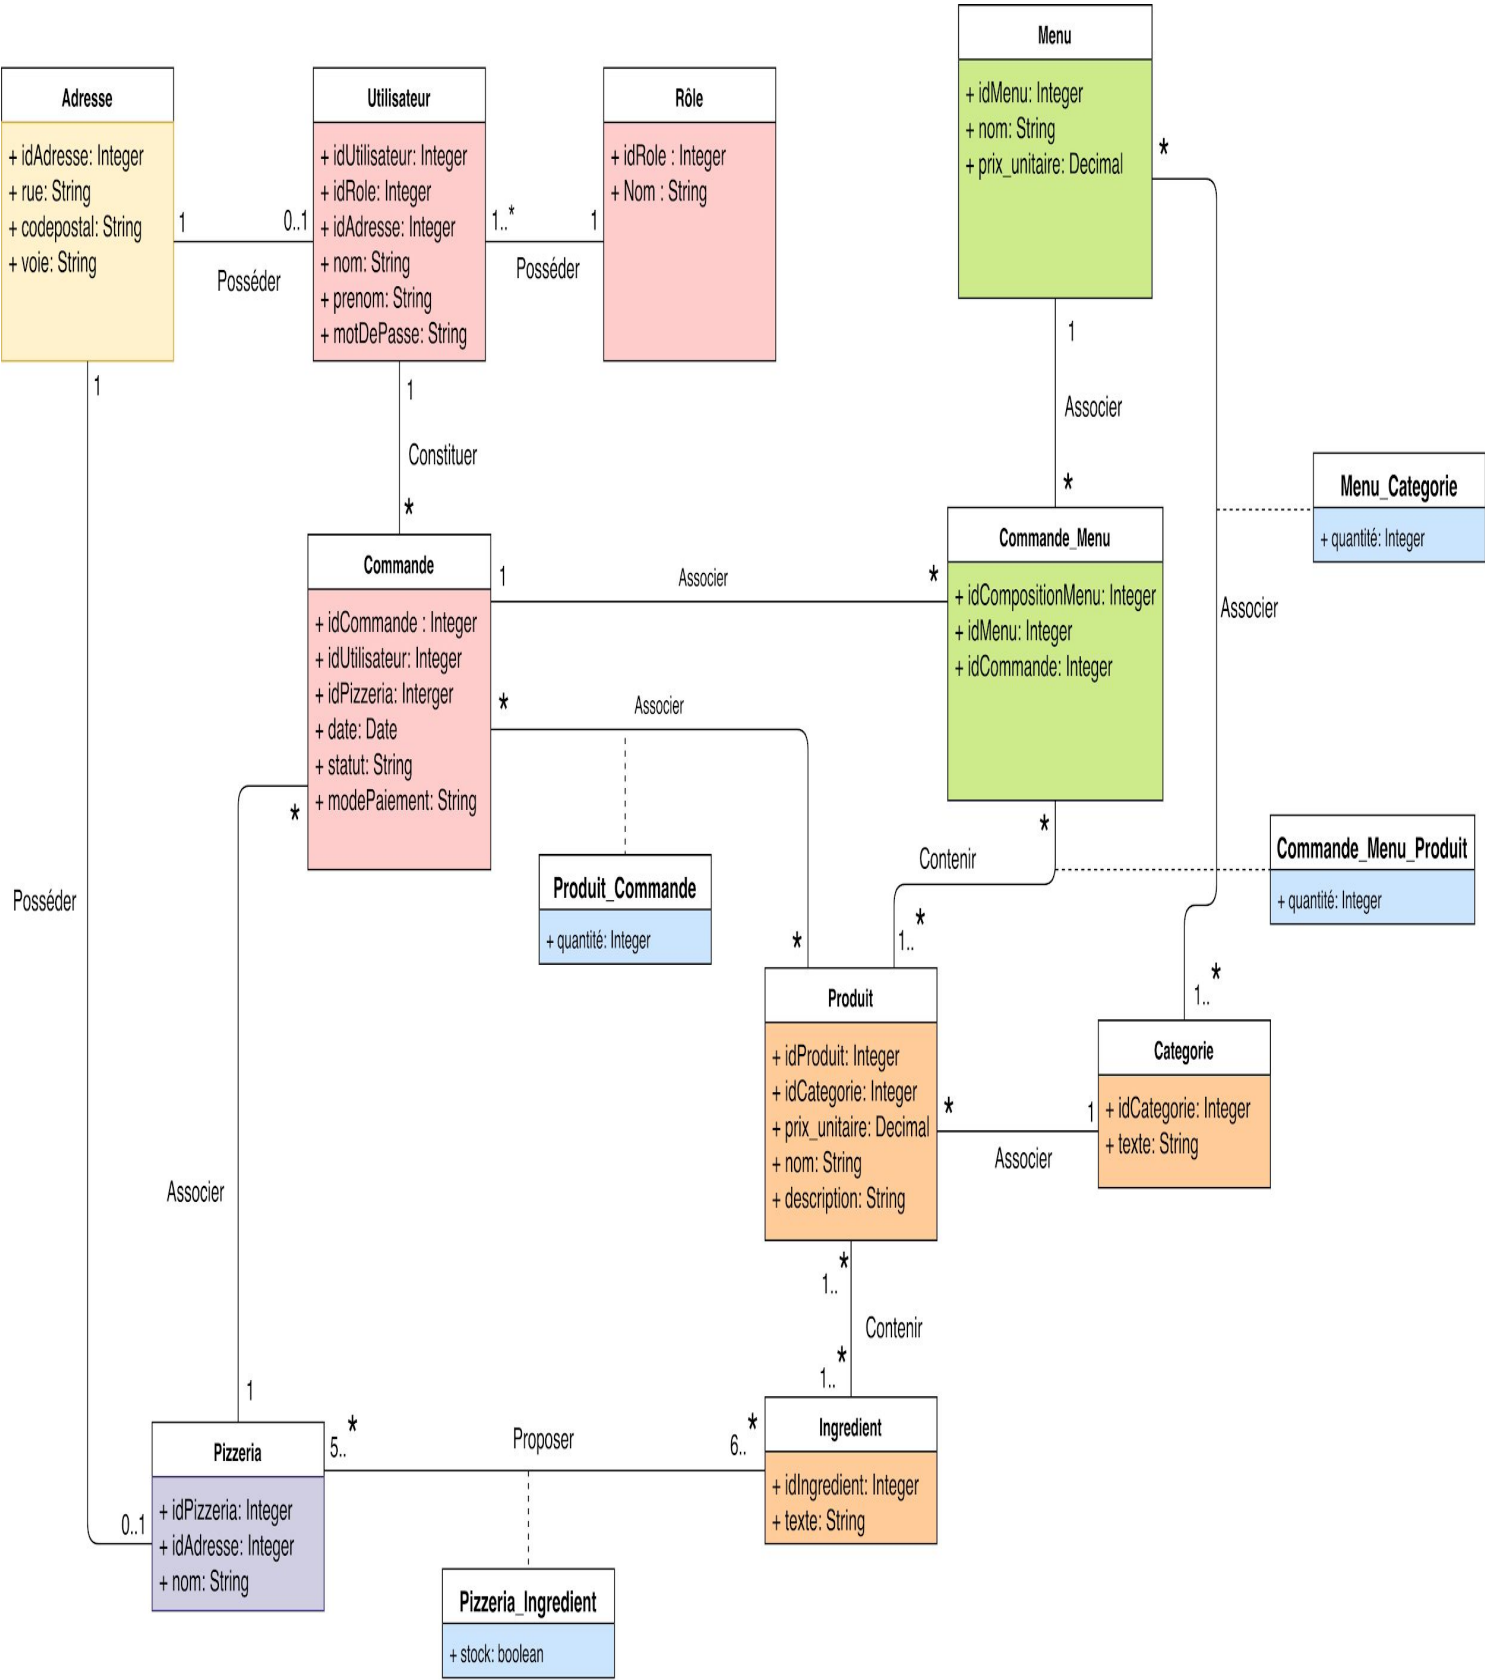 Menu
+ idMenu: Integer
+ nom: String
+ prix_unitaire: Decimal
*
1
Adresse
+ idAdresse: Integer
+ rue: String
+ codepostal: String
+ voie: String
1
0..1
Posséder
1
Utilisateur
+ idUtilisateur: Integer
+ idRole: Integer
+ idAdresse: Integer
+ nom: String
+ prenom: String
+ motDePasse: String
1..*
1
Posséder
1
Rôle
+ idRole : Integer
+ Nom : String
Constituer
*
Associer
*
Menu_Categorie
+ quantité: Integer
Associer
Commande
+ idCommande : Integer
+ idUtilisateur: Integer
+ idPizzeria: Interger
+ date: Date
+ statut: String
+ modePaiement: String
1
Associer
*
Commande_Menu
+ idCompositionMenu: Integer
+ idMenu: Integer
+ idCommande: Integer
*
Associer
*
*
Contenir
1..*
Commande_Menu_Produit
+ quantité: Integer
Produit_Commande
+ quantité: Integer
*
1..*
Posséder
Produit
+ idProduit: Integer
+ idCategorie: Integer
+ prix_unitaire: Decimal
+ nom: String
+ description: String
*
1
Associer
Categorie
+ idCategorie: Integer
+ texte: String
Associer
1..*
Contenir
1..*
1
Pizzeria
+ idPizzeria: Integer
+ idAdresse: Integer
+ nom: String
0..1
5..*
Proposer
6..*
Ingredient
+ idIngredient: Integer
+ texte: String
Pizzeria_Ingredient
+ stock: boolean